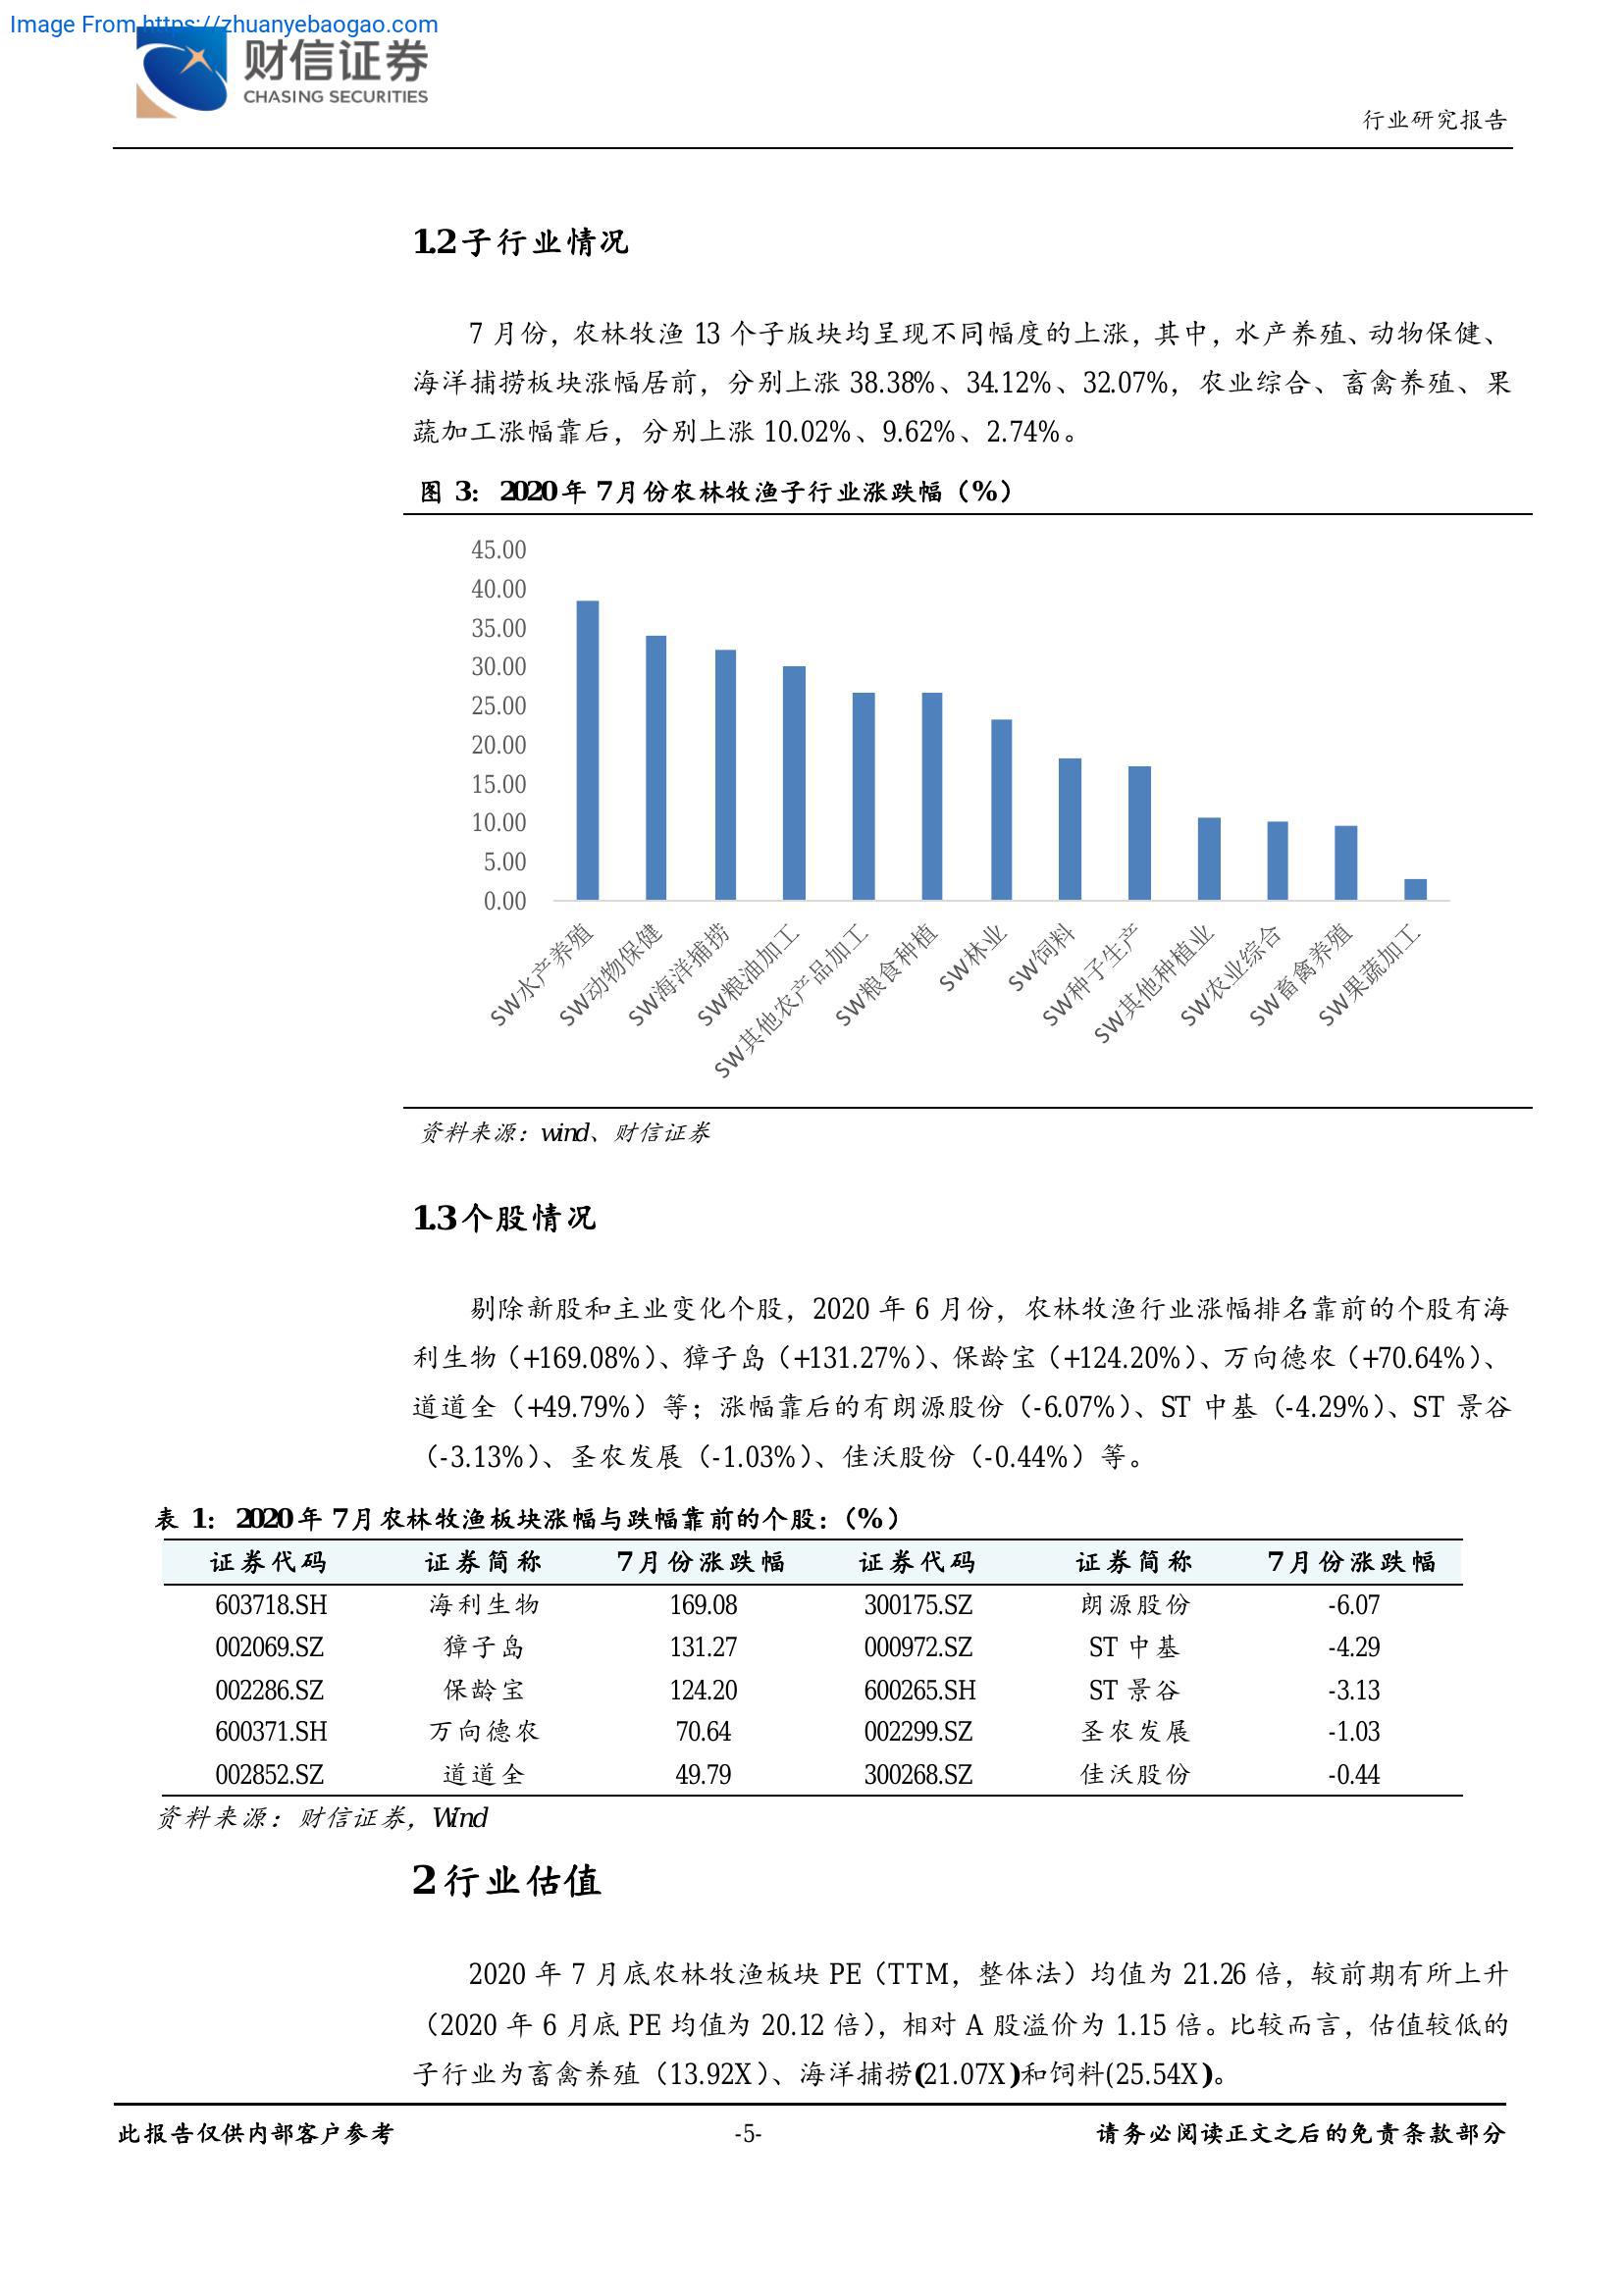 Image From https://zhuanyebaogao.com
财信证券
CHASING SECURITIES
行业研究报告
1.2子行业情况
7 月份，农林牧渔 13 个子版块均呈现不同幅度的上涨，其中，水产养殖、动物保健、
海洋捕捞板块涨幅居前，分别上涨 38.38%、34.12%、32.07%，农业综合、畜禽养殖、果
蔬加工涨幅靠后，分别上涨 10.02%、9.62%、2.74%。
图 3：2020年 7月份农林牧渔子行业涨跌幅（%）
45.00
40.00
35.00
30.00
25.00
20.00
15.00
10.00
5.00
0.00
SW水产养殖
SW动物保健
SW海洋捕捞
SW粮油加工
SW其他农产品加工
SW粮食种植
SW林业
SW饲料
SW种子生产
SW其他种植业
SW农业综合
SW畜禽养殖
SW果蔬加工
资料来源：wind、财信证券
1.3个股情况
剔除新股和主业变化个股，2020 年 6 月份，农林牧渔行业涨幅排名靠前的个股有海
利生物（+169.08%）、獐子岛（+131.27%）、保龄宝（+124.20%）、万向德农（+70.64%）、
道道全（+49.79%）等；涨幅靠后的有朗源股份（-6.07%）、ST 中基（-4.29%）、ST 景谷
（-3.13%）、圣农发展（-1.03%）、佳沃股份（-0.44%）等。
表 1：2020年 7月农林牧渔板块涨幅与跌幅靠前的个股：（%）
证券代码 证券简称 7月份涨跌幅 证券代码 证券简称 7月份涨跌幅
603718.SH 海利生物 169.08 300175.SZ 朗源股份 -6.07
002069.SZ 獐子岛 131.27 000972.SZ ST 中基 -4.29
002286.SZ 保龄宝 124.20 600265.SH ST 景谷 -3.13
600371.SH 万向德农 70.64 002299.SZ 圣农发展 -1.03
002852.SZ 道道全 49.79 300268.SZ 佳沃股份 -0.44
资料来源：财信证券，Wind
2行业估值
2020 年 7 月底农林牧渔板块 PE（TTM，整体法）均值为 21.26 倍，较前期有所上升
（2020 年 6 月底 PE 均值为 20.12 倍），相对 A 股溢价为 1.15 倍。比较而言，估值较低的
子行业为畜禽养殖（13.92X）、海洋捕捞(21.07X)和饲料(25.54X)。
此报告仅供内部客户参考
-5-
请务必阅读正文之后的免责条款部分